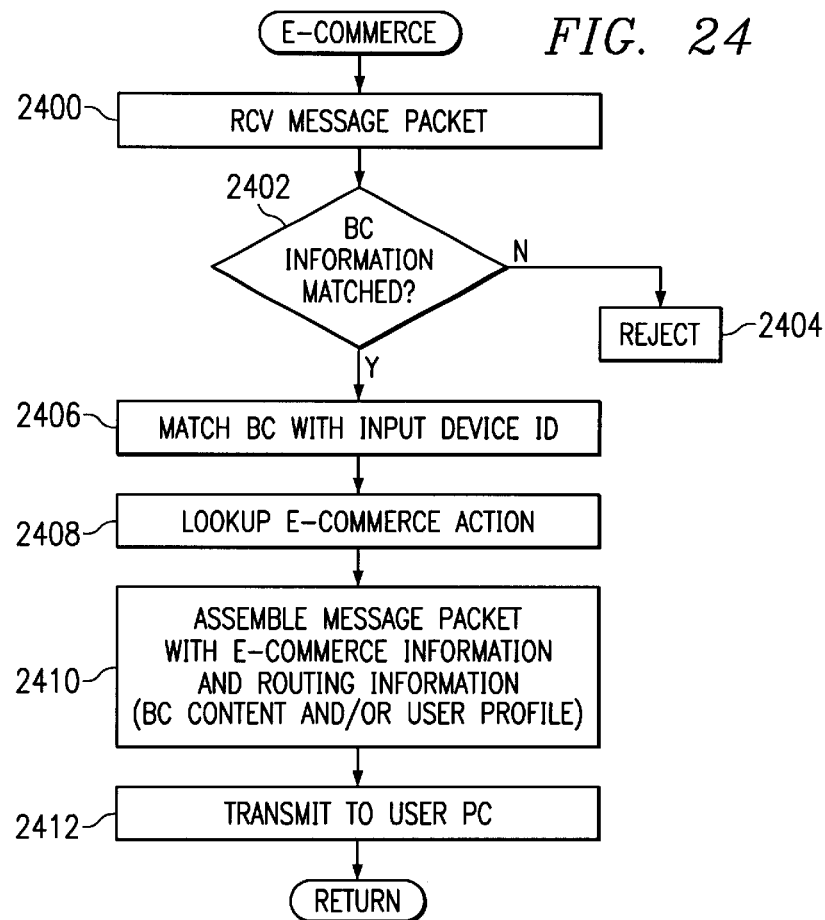 E-COMMERCE
FIG. 24
2400
RCV MESSAGE PACKET
2402
BC
INFORMATION
MATCHED?
N
REJECT
2404
Y
2406
MATCH BC WITH INPUT DEVICE ID
2408
LOOKUP E-COMMERCE ACTION
2410
ASSEMBLE MESSAGE PACKET
WITH E-COMMERCE INFORMATION
AND ROUTING INFORMATION
(BC CONTENT AND/OR USER PROFILE)
2412
TRANSMIT TO USER PC
RETURN